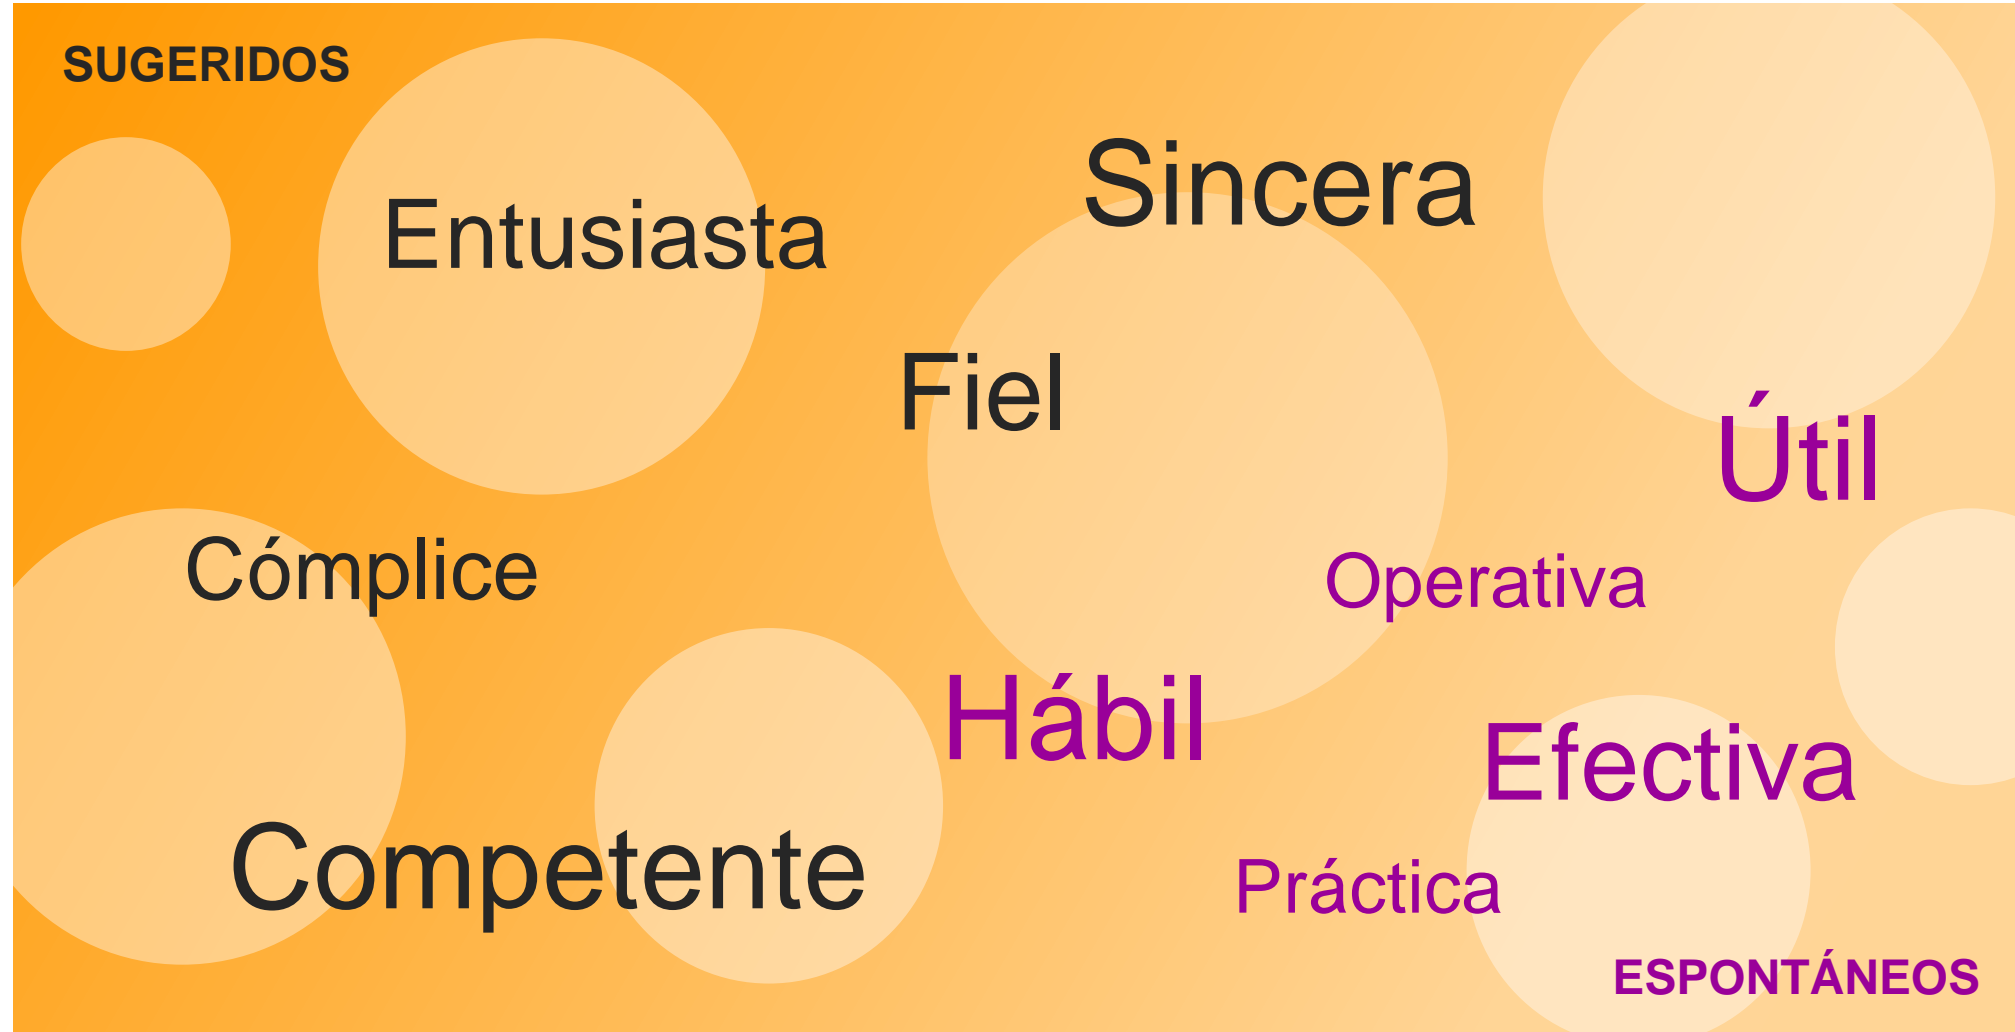 SUGERIDOS
Sincera
Entusiasta
Fiel
Útil
Cómplice
Operativa
Hábil
Efectiva
Competente
Práctica
ESPONTÁNEOS